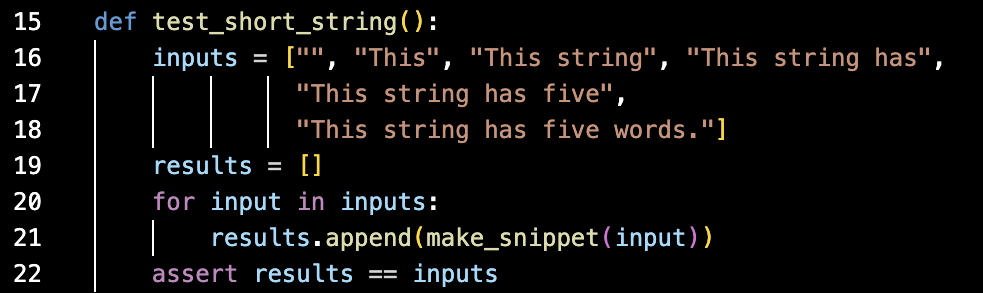 15 def test_short_string():
16     inputs = ["", "This", "This string", "This string has",
17               "This string has five",
18               "This string has five words."]
19     results = []
20     for input in inputs:
21         results.append(make_snippet(input))
22     assert results == inputs